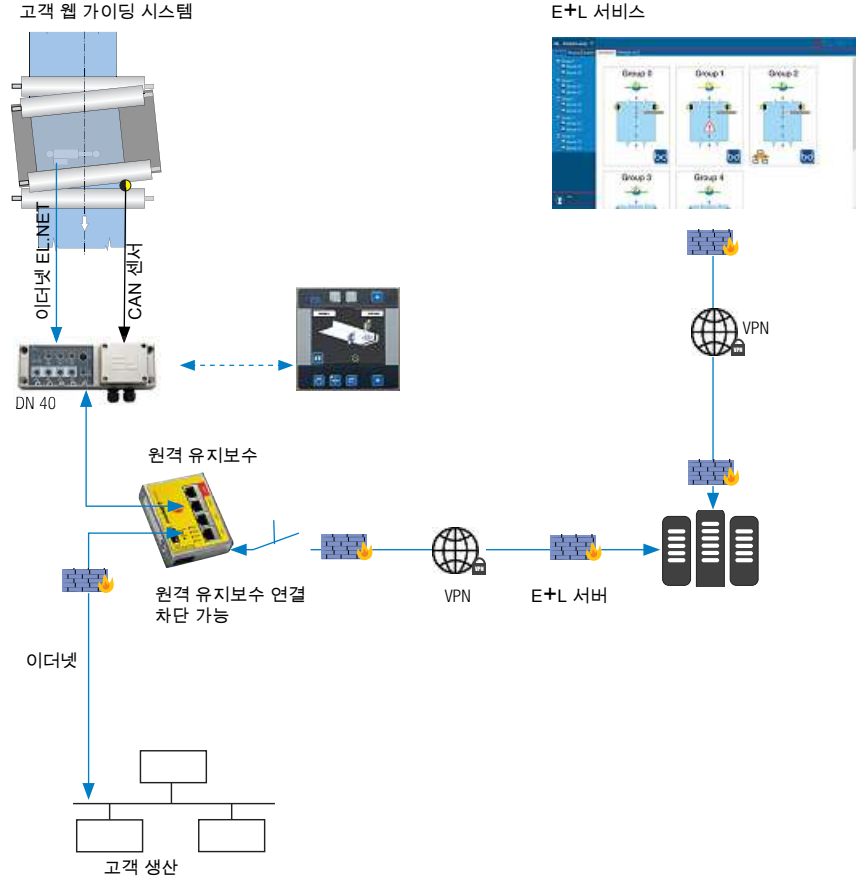 고객 웹 가이딩 시스템
E+L 서비스
Group 0
Group 1
Group 2
Group 3
Group 4
이더넷 EL.NET
CAN 센서
VPN
VPN
DN 40
원격 유지보수
원격 유지보수 연결
차단 가능
VPN
VPN
E+L 서버
이더넷
고객 생산